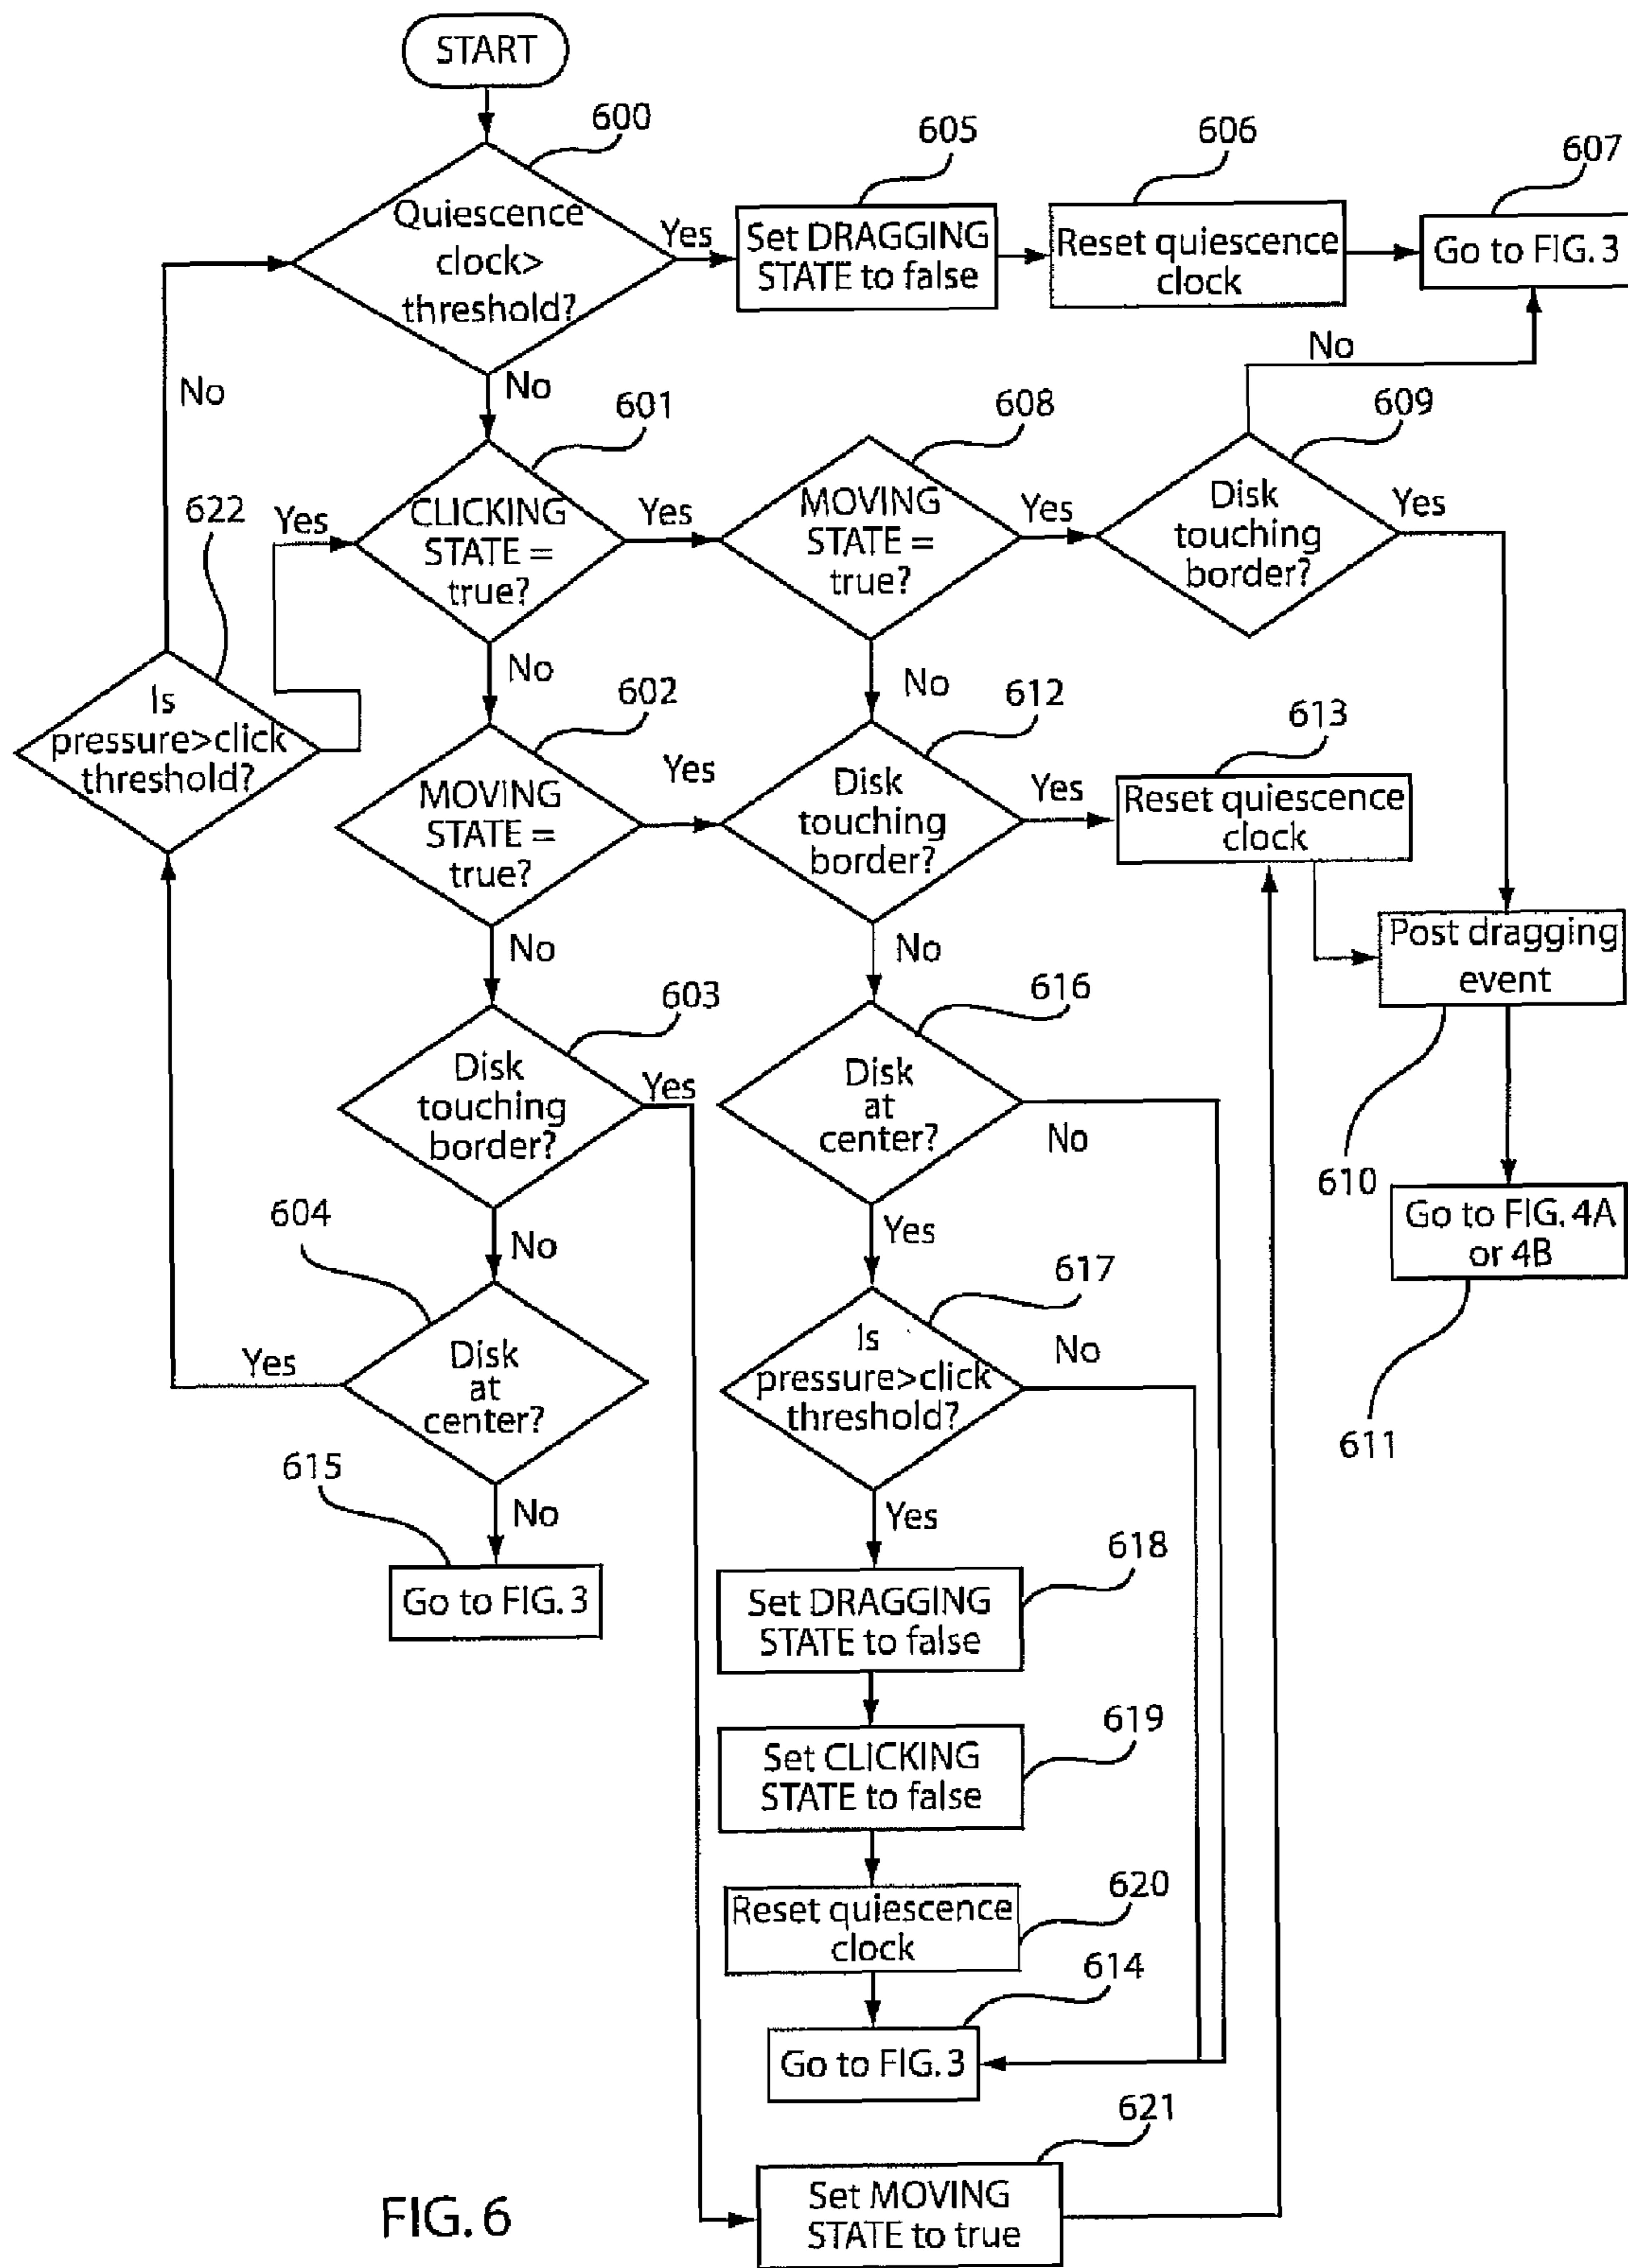 START
600
605
606
607
Quiescence
clock>
threshold?
Yes
Set DRAGGING
STATE to false
Reset quiescence
clock
Go to FIG. 3
No
No
No
601
608
609
622
Yes
CLICKING
STATE =
true?
Yes
MOVING
STATE =
true?
Yes
Disk
touching
border?
Yes
No
No
Is
pressure>click
threshold?
602
612
613
MOVING
STATE =
true?
Yes
Disk
touching
border?
Yes
Reset quiescence
clock
No
No
Post dragging
event
603
616
Disk
touching
border?
Yes
Disk
at
center?
No
610
604
No
Yes
Go to FIG. 4A
or 4B
617
611
Yes
Disk
at
center?
Is
pressure>click
threshold?
No
615
No
Yes
Go to FIG. 3
618
Set DRAGGING
STATE to false
619
Set CLICKING
STATE to false
620
Reset quiescence
clock
614
Go to FIG. 3
621
Set MOVING
STATE to true
FIG. 6